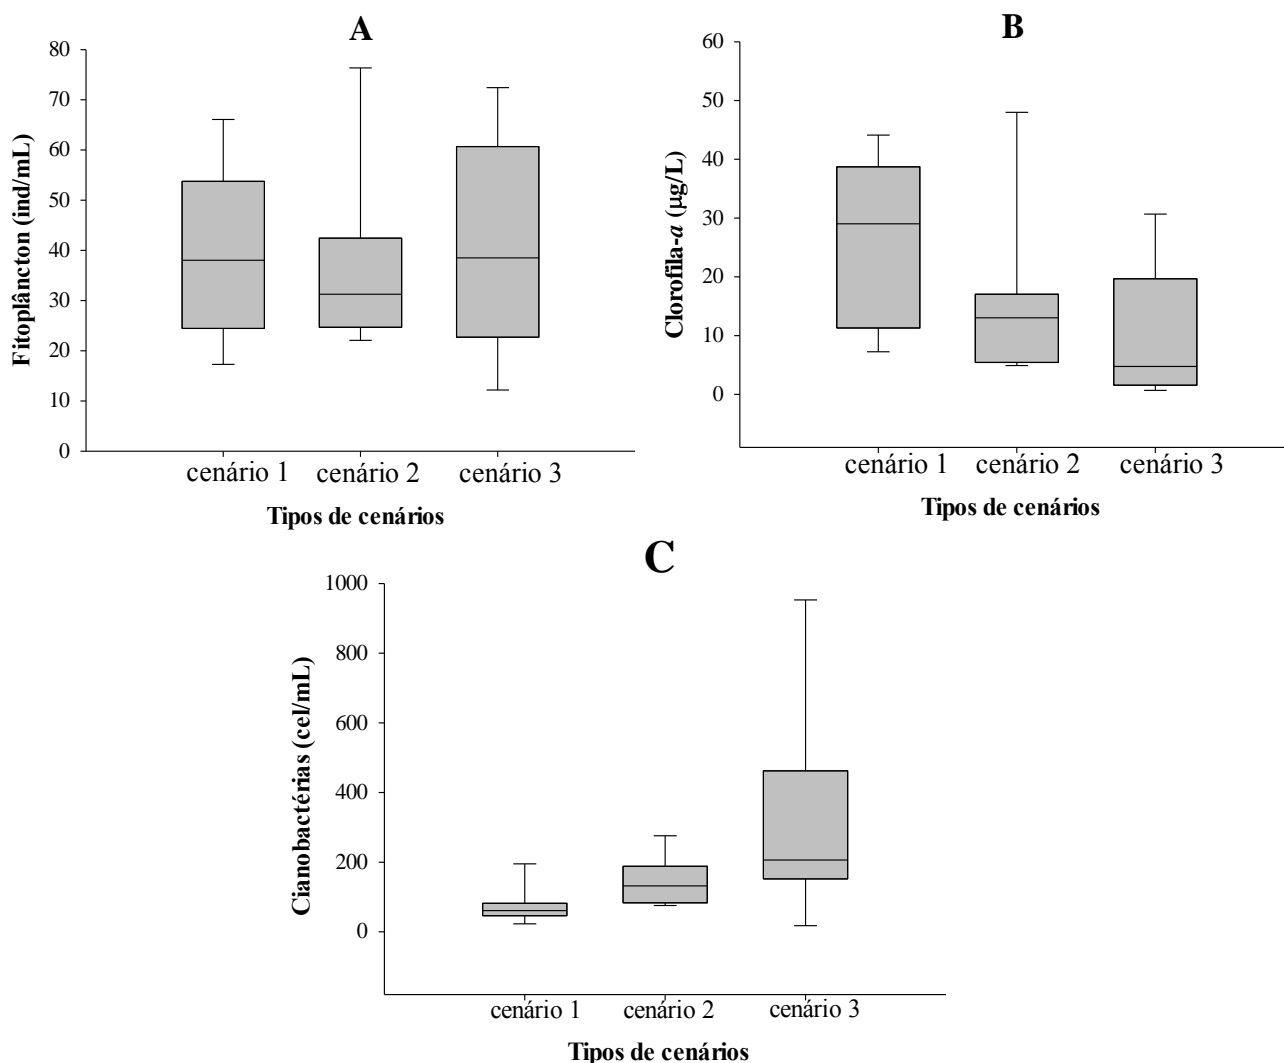 A
Fitoplâncton (ind/mL)
80
70
60
50
40
30
20
10
0
cenário 1 cenário 2 cenário 3
Tipos de cenários
B
Clorofila-a (µg/L)
60
50
40
30
20
10
0
cenário 1 cenário 2 cenário 3
Tipos de cenários
C
Cianobactérias (cel/mL)
1000
800
600
400
200
0
cenário 1 cenário 2 cenário 3
Tipos de cenários